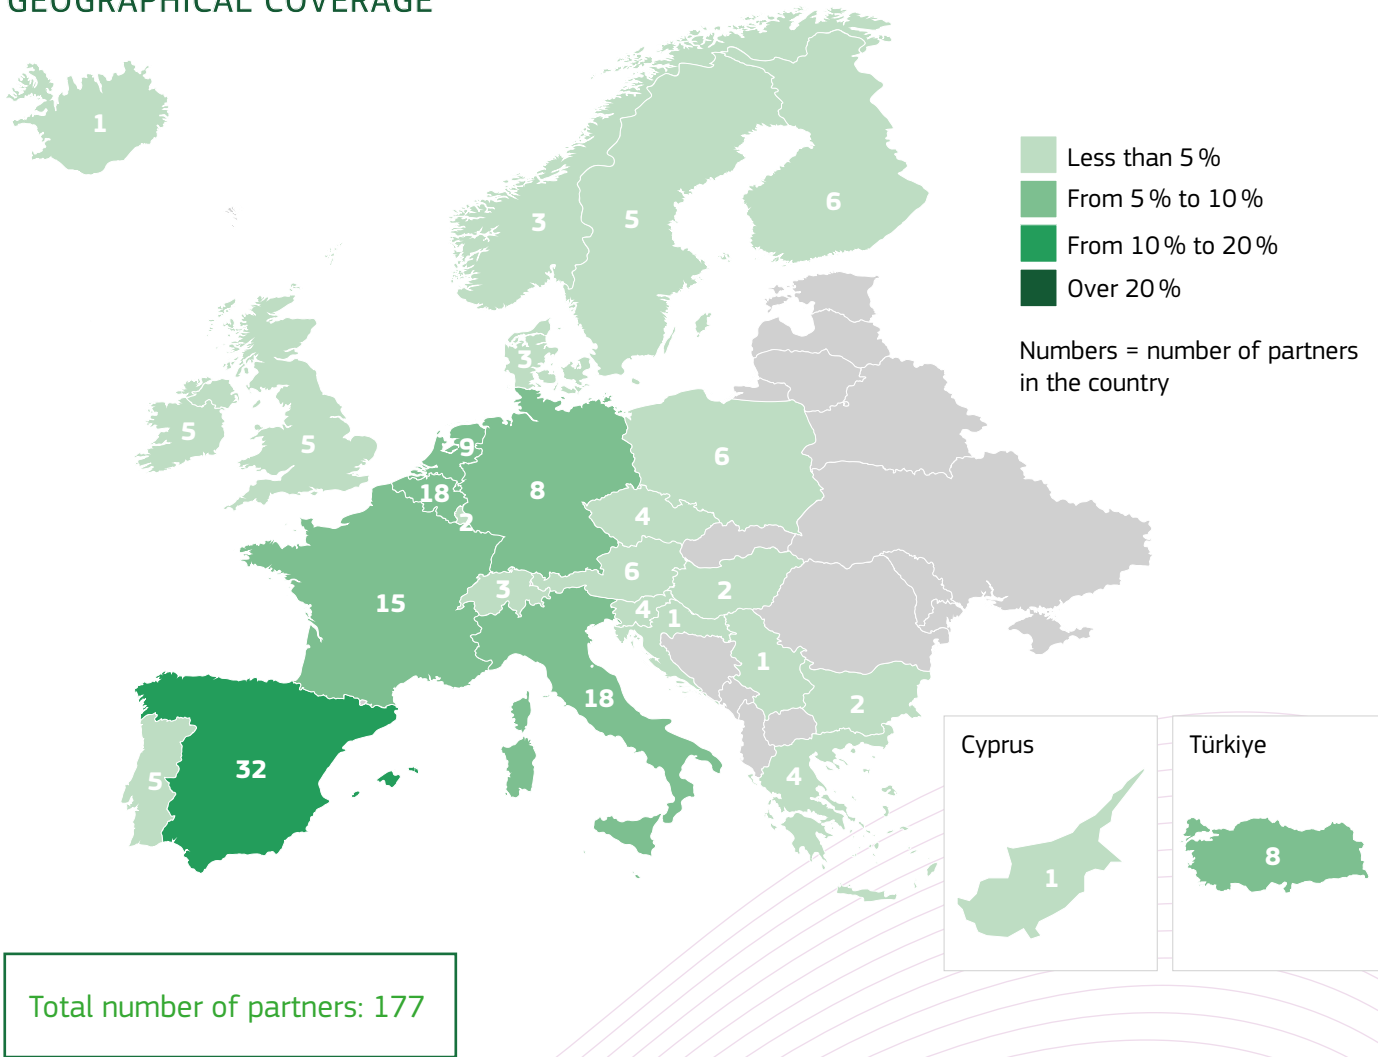 GEOGRAPHICAL COVERAGE
1
Less than 5 %
From 5 % to 10 %
From 10 % to 20 %
Over 20 %
Numbers = number of partners
in the country
3
5
6
3
5
5
9
18
8
6
2
4
6
3
2
15
4
1
1
18
2
32
5
4
Cyprus
1
Türkiye
8
Total number of partners: 177